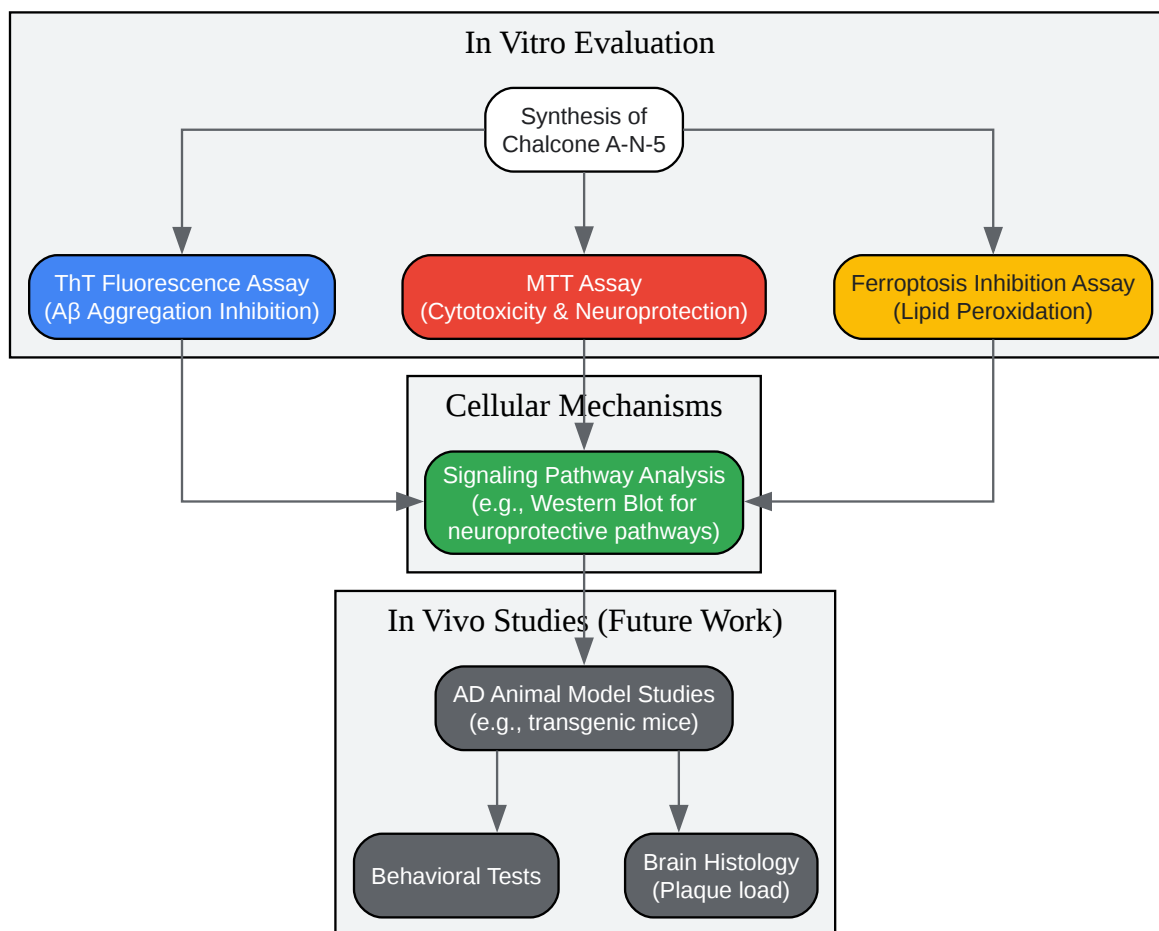 In Vitro Evaluation
Synthesis of
Chalcone A-N-5
ThT Fluorescence Assay
(Aβ Aggregation Inhibition)
MTT Assay
(Cytotoxicity & Neuroprotection)
Ferroptosis Inhibition Assay
(Lipid Peroxidation)
Cellular Mechanisms
Signaling Pathway Analysis
(e.g., Western Blot for
neuroprotective pathways)
In Vivo Studies (Future Work)
AD Animal Model Studies
(e.g., transgenic mice)
Behavioral Tests
Brain Histology
(Plaque load)